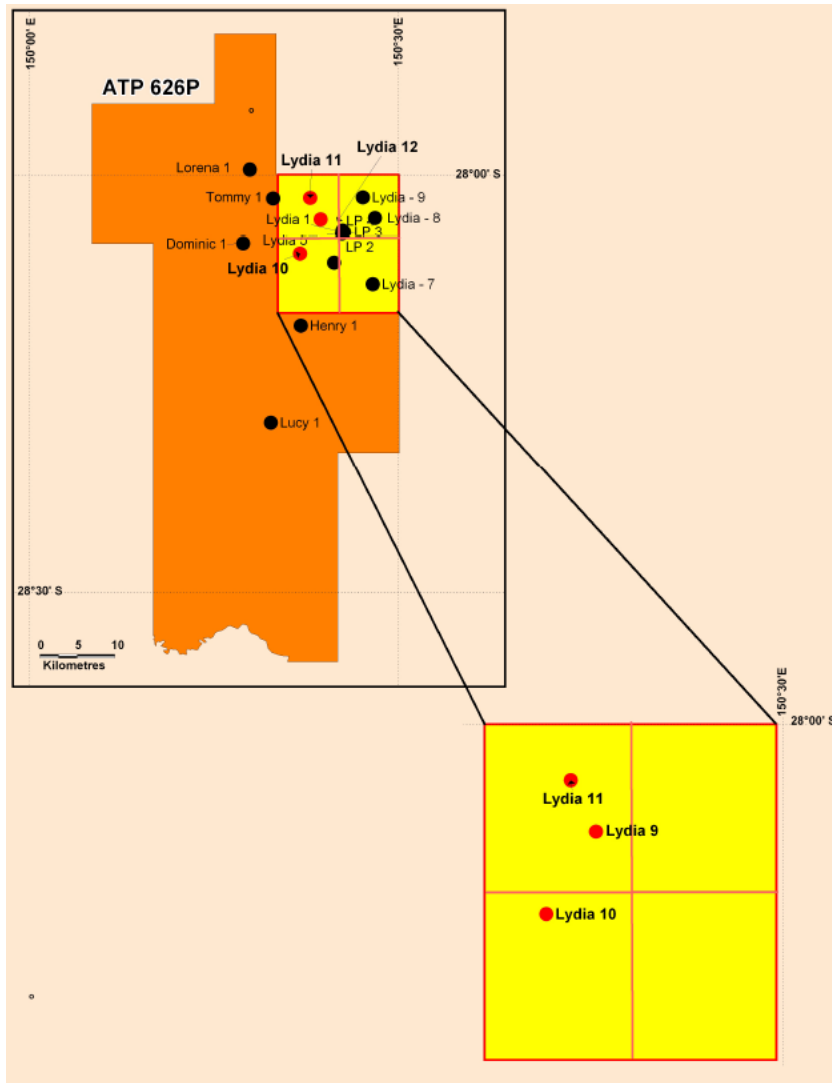 150°00' E
150°30' E
ATP 626P
Lydia 12
Lydia 11
Lorena 1
28°00' S
Tommy 1
Lydia - 9
Lydia 1
LP
Lydia - 8
Lydia 5
LP 3
Dominic 1
LP 2
Lydia 10
Lydia - 7
Henry 1
Lucy 1
28°30' S
0 5 10
Kilometres
150°30'E
28°00' S
Lydia 11
Lydia 9
Lydia 10